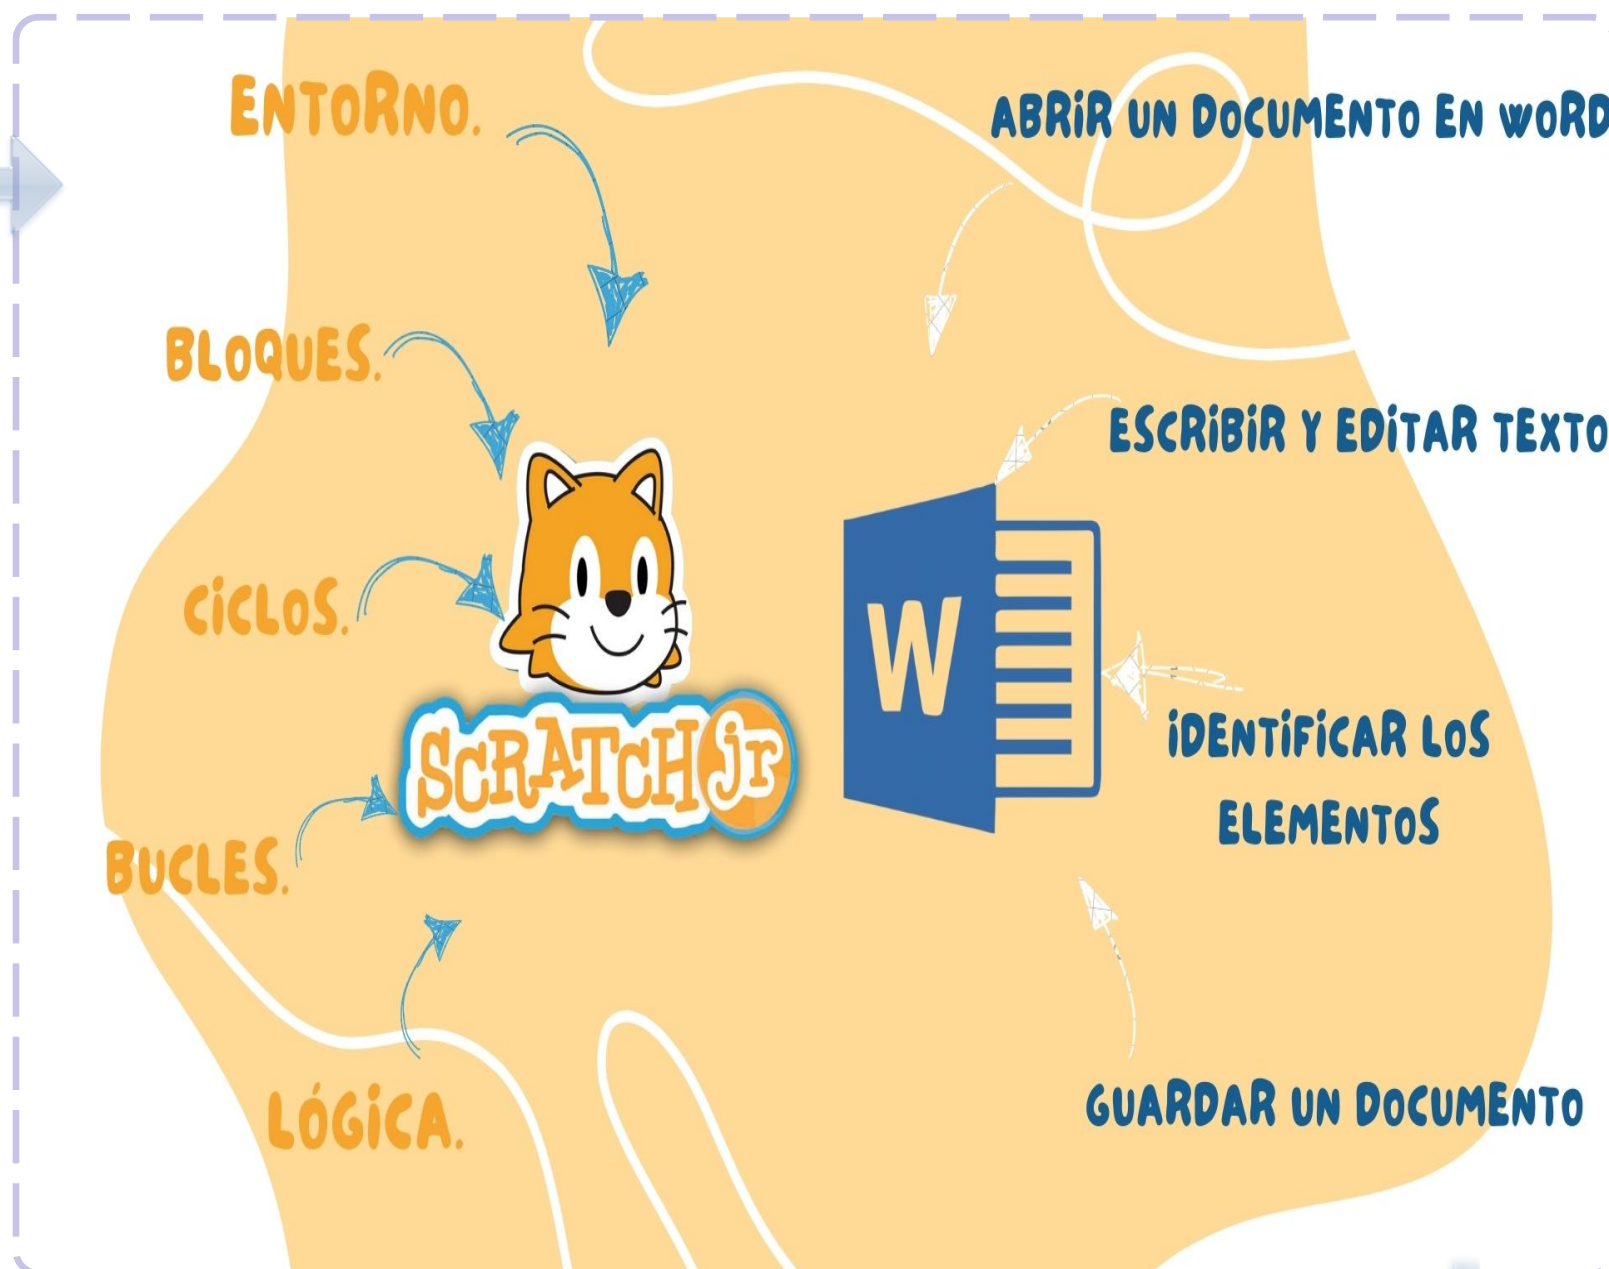 ENTORNO.
BLOQUES.
CiCLOS.
BUCLES.
LÓGiCA.
SCRATCH jr
ABRiR UN DOCUMENTO EN WORD
ESCRiBiR Y EDiTAR TEXTO
W
iDENTiFiCAR LOS
ELEMENTOS
GUARDAR UN DOCUMENTO